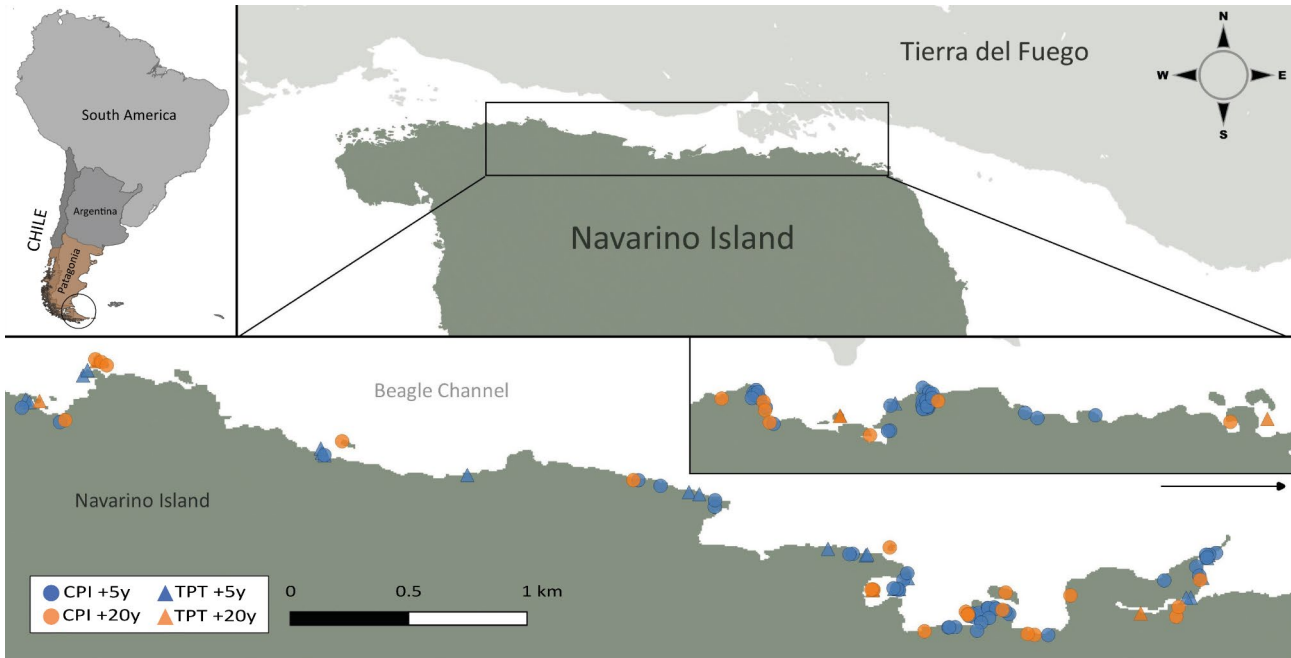 South America
Argentina
CHILE
Patagonia
Tierra del Fuego
N
W
E
S
Navarino Island
Beagle Channel
Navarino Island
CPI +5y
TPT +5y
CPI +20y
TPT +20y
0
0.5
1 km